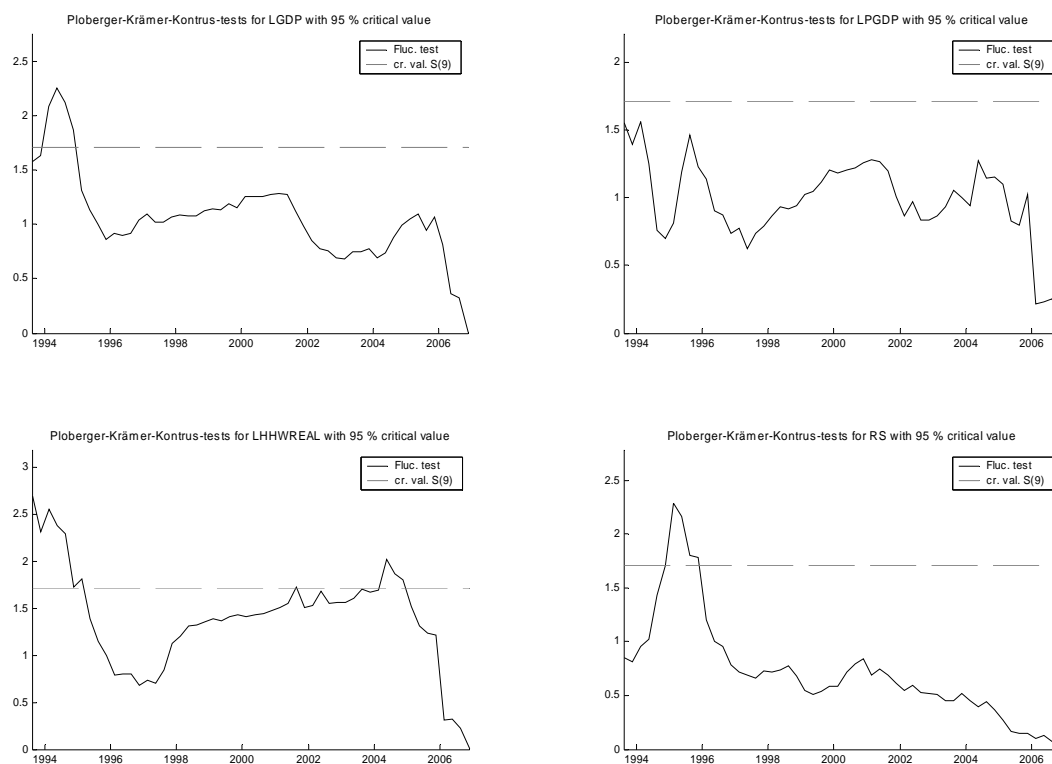 Ploberger-Krämer-Kontrus-tests for LGDP with 95 % critical value
Fluc. test
cr. val. S(9)
2.5
2
1.5
1
0.5
0
1994 1996 1998 2000 2002 2004 2006
Ploberger-Krämer-Kontrus-tests for LPGDP with 95 % critical value
Fluc. test
cr. val. S(9)
2
1.5
1
0.5
0
1994 1996 1998 2000 2002 2004 2006
Ploberger-Krämer-Kontrus-tests for LHHWREAL with 95 % critical value
Fluc. test
cr. val. S(9)
3
2.5
2
1.5
1
0.5
0
1994 1996 1998 2000 2002 2004 2006
Ploberger-Krämer-Kontrus-tests for RS with 95 % critical value
Fluc. test
cr. val. S(9)
2.5
2
1.5
1
0.5
0
1994 1996 1998 2000 2002 2004 2006